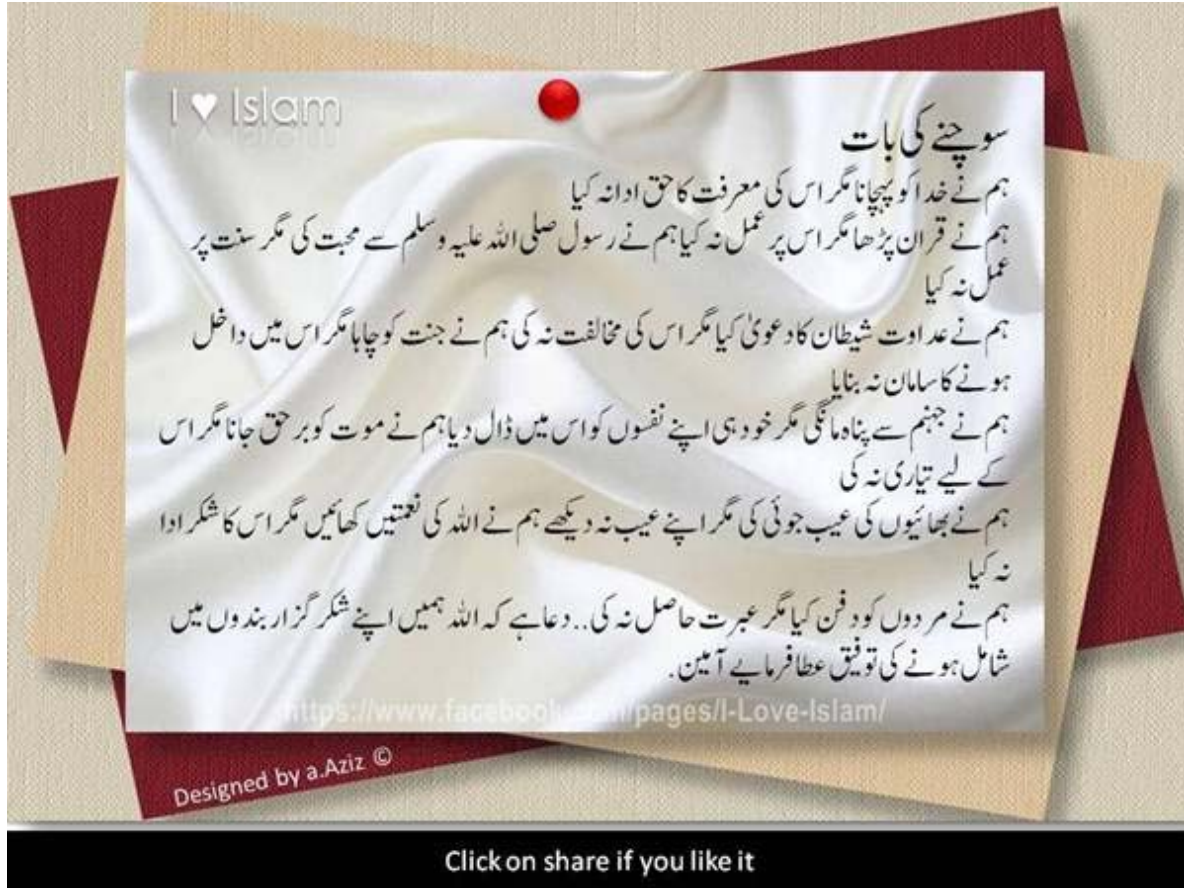 I ♥ Islam
سوچنے کی بات
ہم نے خدا کو پہچانا مگر اس کی معرفت کا حق ادا نہ کیا
ہم نے قران پڑھا مگر اس پر عمل نہ کیا ہم نے رسول صلی اللہ علیہ وسلم سے محبت کی مگر سنت پر
عمل نہ کیا
ہم نے عداوت شیطان کا دعویٰ کیا مگر اس کی مخالفت نہ کی ہم نے جنت کو چاہا مگر اس میں داخل
ہونے کا سامان نہ بنایا
ہم نے جہنم سے پناہ مانگی مگر خود ہی اپنے نفسوں کو اس میں ڈال دیا ہم نے موت کو برحق جانا مگر اس
کے لیے تیاری نہ کی
ہم نے بھائیوں کی عیب جوئی کی مگر اپنے عیب نہ دیکھے ہم نے اللہ کی نعمتیں کھائیں مگر اس کا شکر ادا
نہ کیا
ہم نے مردوں کو دفن کیا مگر عبرت حاصل نہ کی..دعا ہے کہ اللہ ہمیں اپنے شکر گزار بندوں میں
شامل ہونے کی توفیق عطا فرمایے آمین.
https://www.facebook.com/pages/I-Love-Islam/
Designed by a.Aziz ©
Click on share if you like it